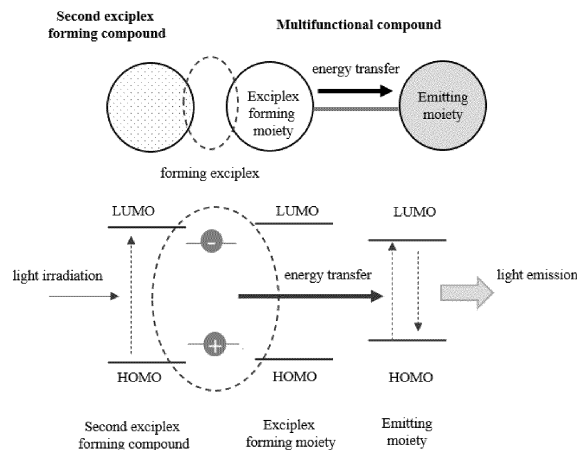 Second exciplex
forming compound
Multifunctional compound
energy transfer
Exciplex
forming
moiety
Emitting
moiety
forming exciplex
LUMO
LUMO
LUMO
-
light irradiation
energy transfer
light emission
+
HOMO
HOMO
HOMO
Second exciplex
forming compound
Exciplex
forming moiety
Emitting
moiety